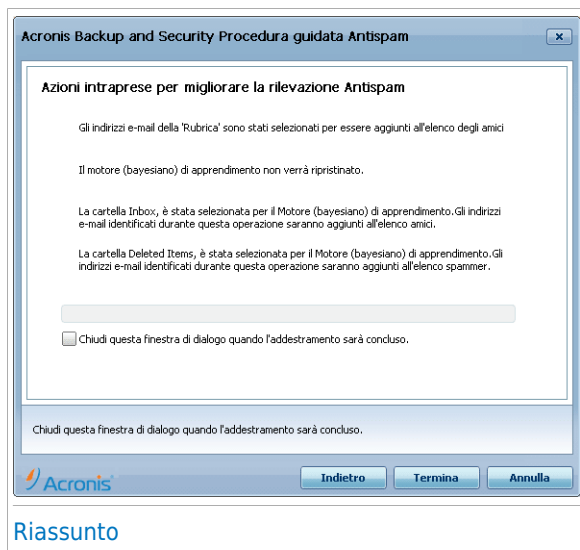 Acronis Backup and Security Procedura guidata Antispam
Azioni intraprese per migliorare la rilevazione Antispam
Gli indirizzi e-mail della 'Rubrica' sono stati selezionati per essere aggiunti all'elenco degli amici
Il motore (bayesiano) di apprendimento non verrà ripristinato.
La cartella Inbox, è stata selezionata per il Motore (bayesiano) di apprendimento.Gli indirizzi
e-mail identificati durante questa operazione saranno aggiunti all'elenco amici.
La cartella Deleted Items, è stata selezionata per il Motore (bayesiano) di apprendimento.Gli
indirizzi e-mail identificati durante questa operazione saranno aggiunti all'elenco spammer.
Chiudi questa finestra di dialogo quando l'addestramento sarà concluso.
Chiudi questa finestra di dialogo quando l'addestramento sarà concluso.
Acronis
Indietro
Termina
Annulla
Riassunto